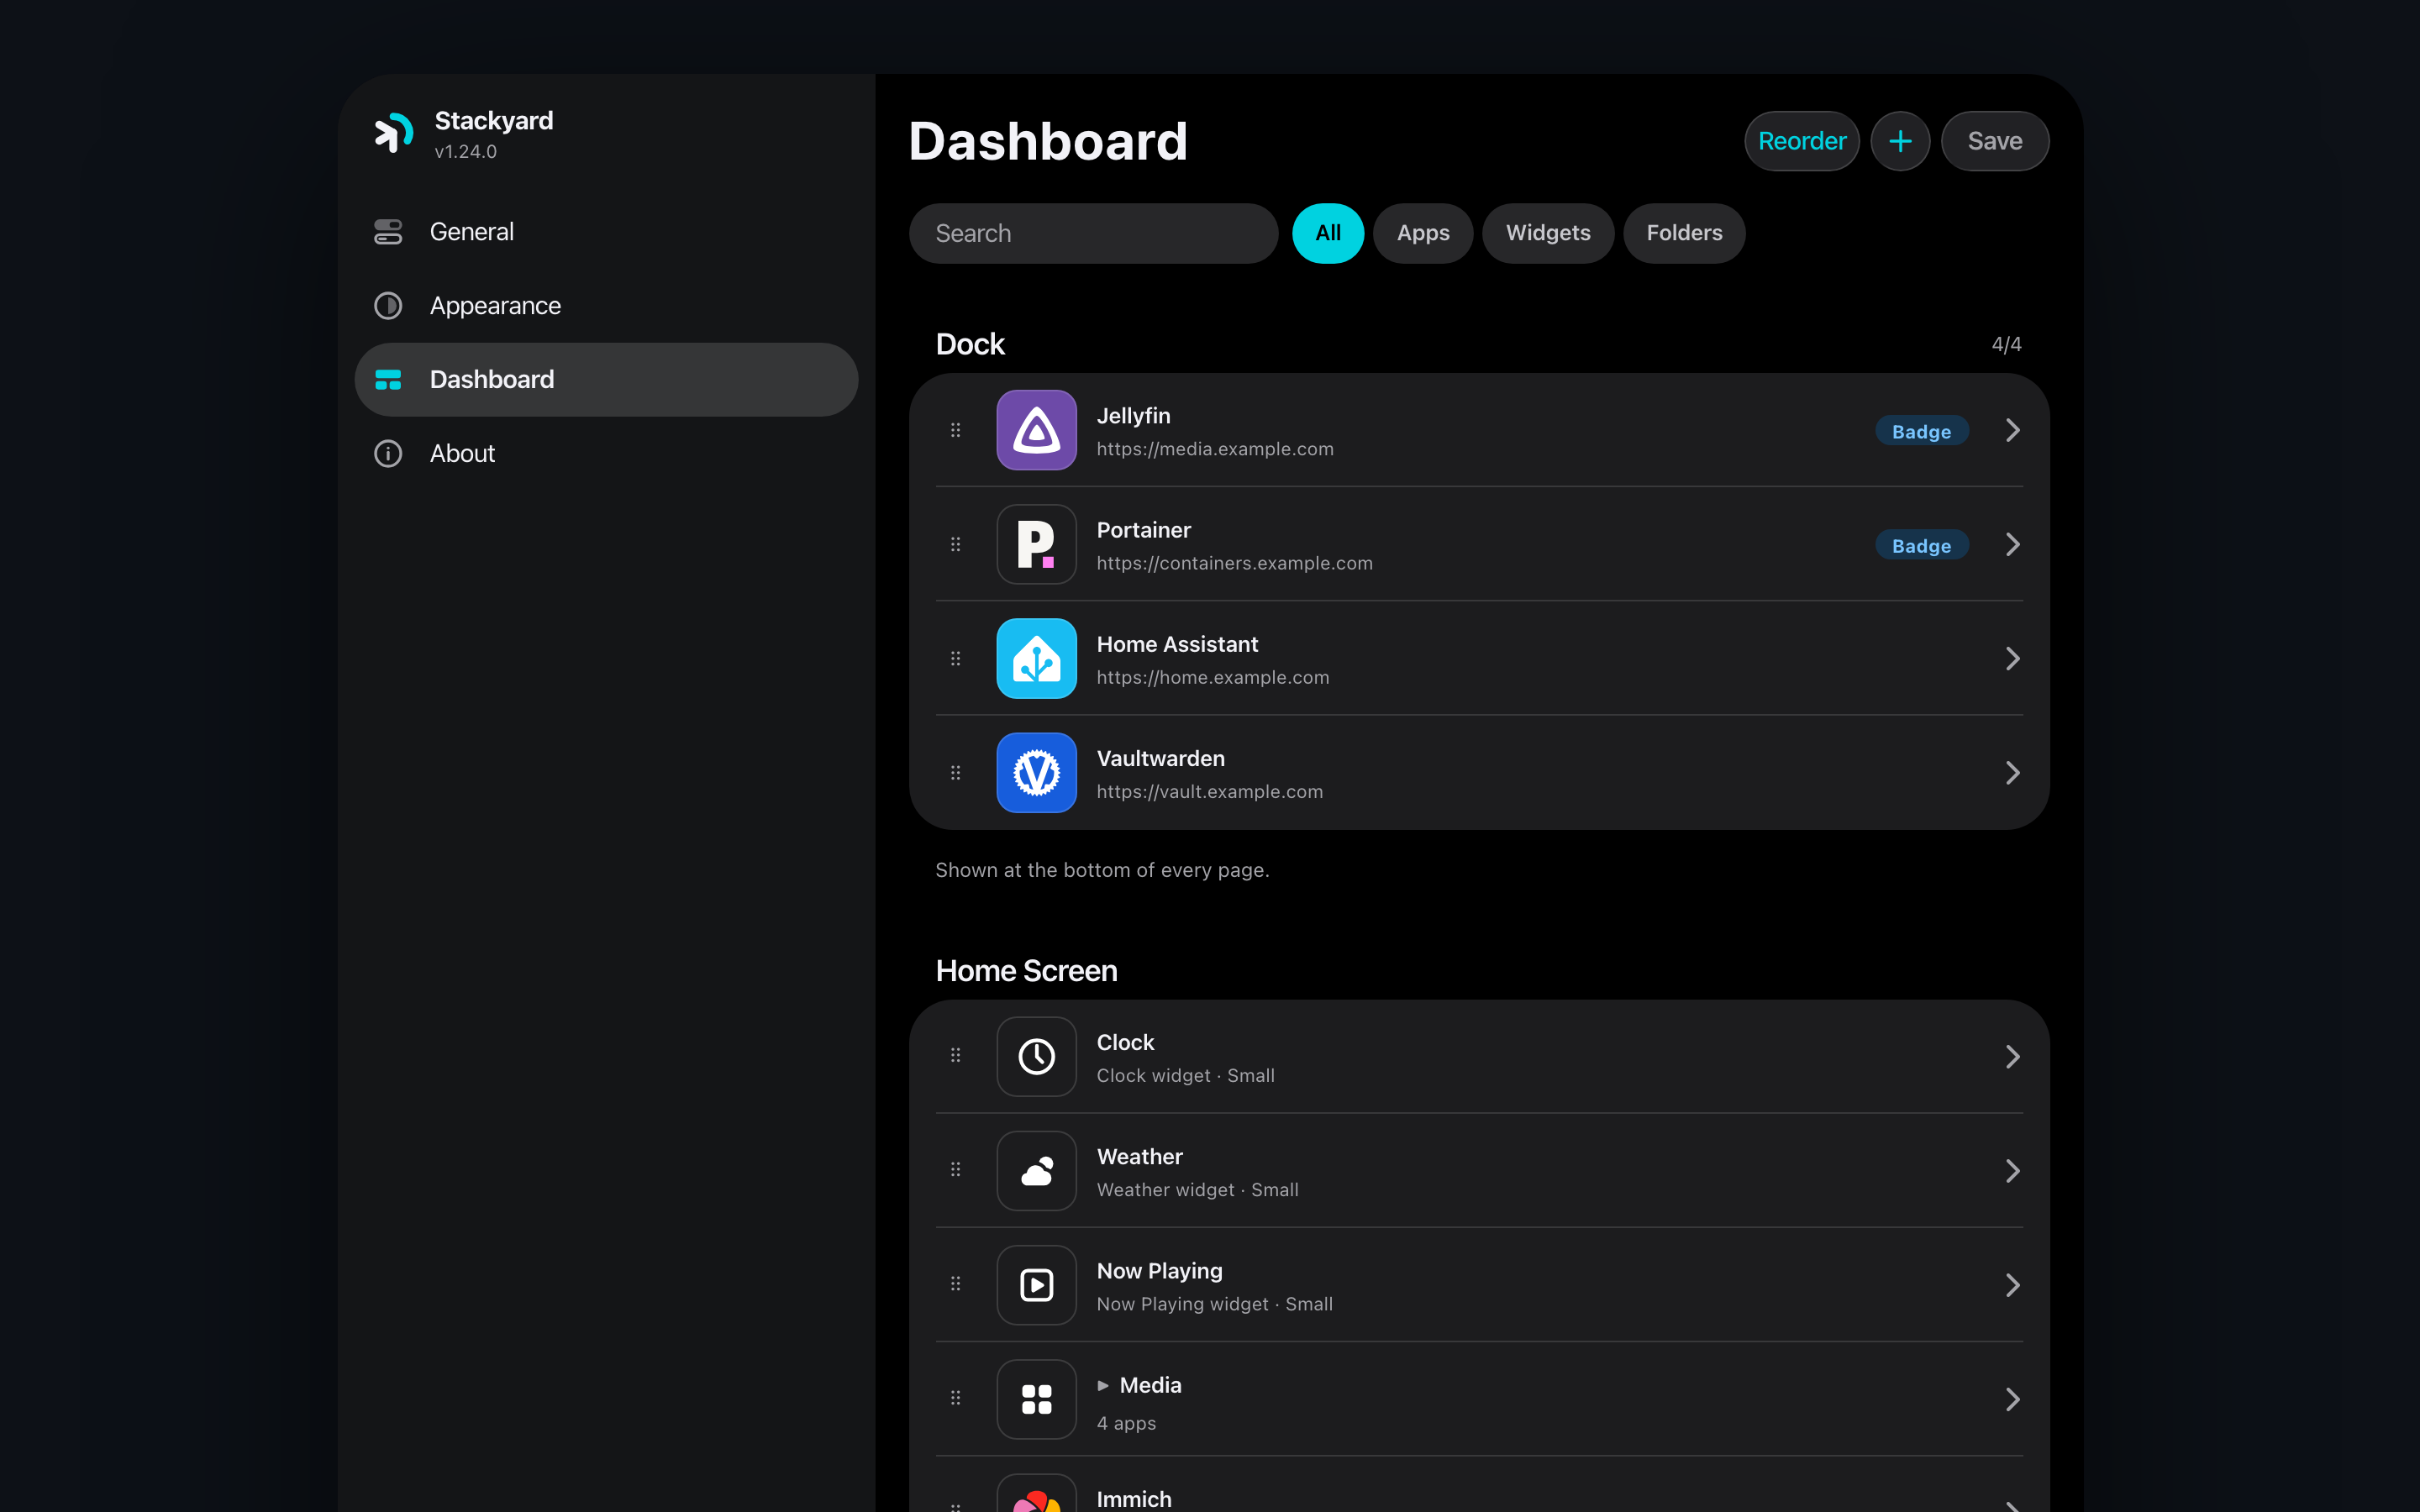 Stackyard
v1.24.0
General
Appearance
Dashboard
About
Dashboard
Reorder
Save
Search
All
Apps
Widgets
Folders
Dock
4/4
Jellyfin
https://media.example.com
Badge
Portainer
https://containers.example.com
Badge
Home Assistant
https://home.example.com
Vaultwarden
https://vault.example.com
Shown at the bottom of every page.
Home Screen
Clock
Clock widget · Small
Weather
Weather widget · Small
Now Playing
Now Playing widget · Small
Media
4 apps
Immich